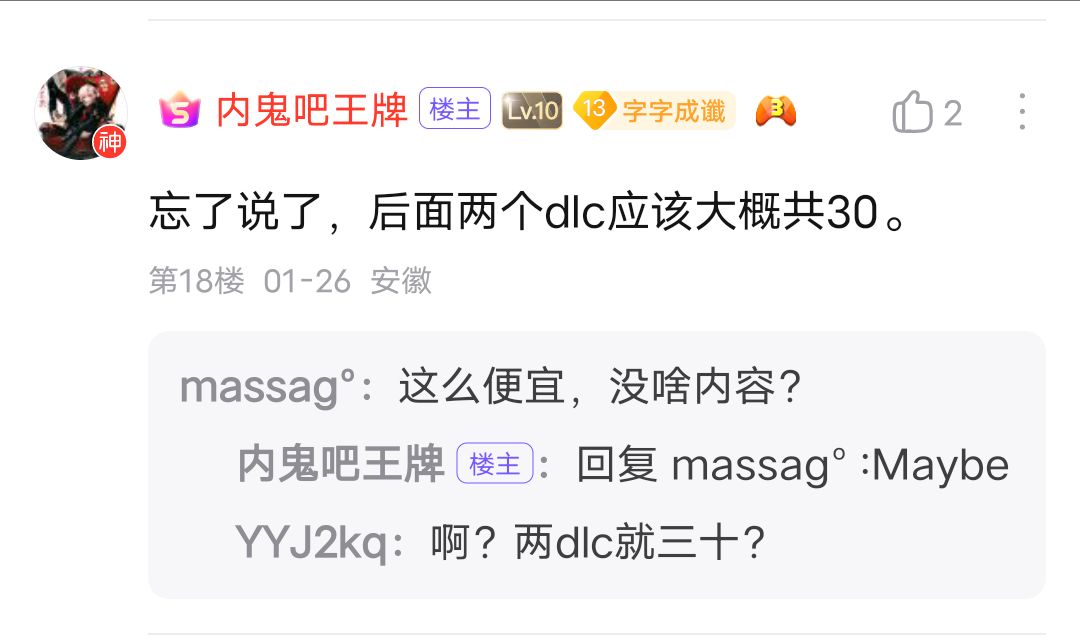 S 内鬼吧王牌 楼主 Lv.10 13 字字成谶 3 2
神
忘了说了，后面两个dlc应该大概共30。
第18楼 01-26 安徽
massag°：这么便宜，没啥内容？
内鬼吧王牌 楼主：回复 massag° :Maybe
YYJ2kq：啊？两dlc就三十？